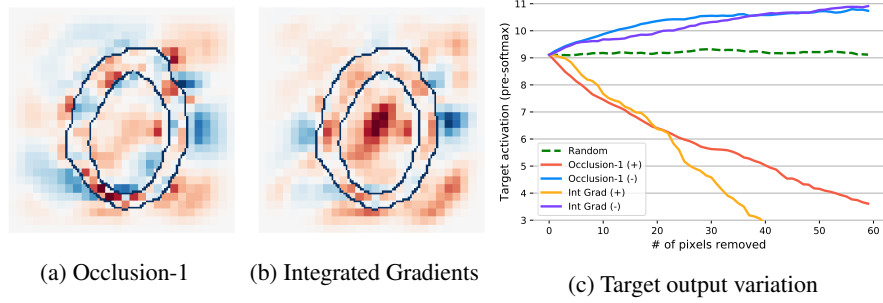 11
10
9
8
7
6
5
4
3
Target activation (pre-softmax)
Random
Occlusion-1 (+)
Occlusion-1 (-)
Int Grad (+)
Int Grad (-)
0 10 20 30 40 50 60
# of pixels removed
(a) Occlusion-1
(b) Integrated Gradients
(c) Target output variation